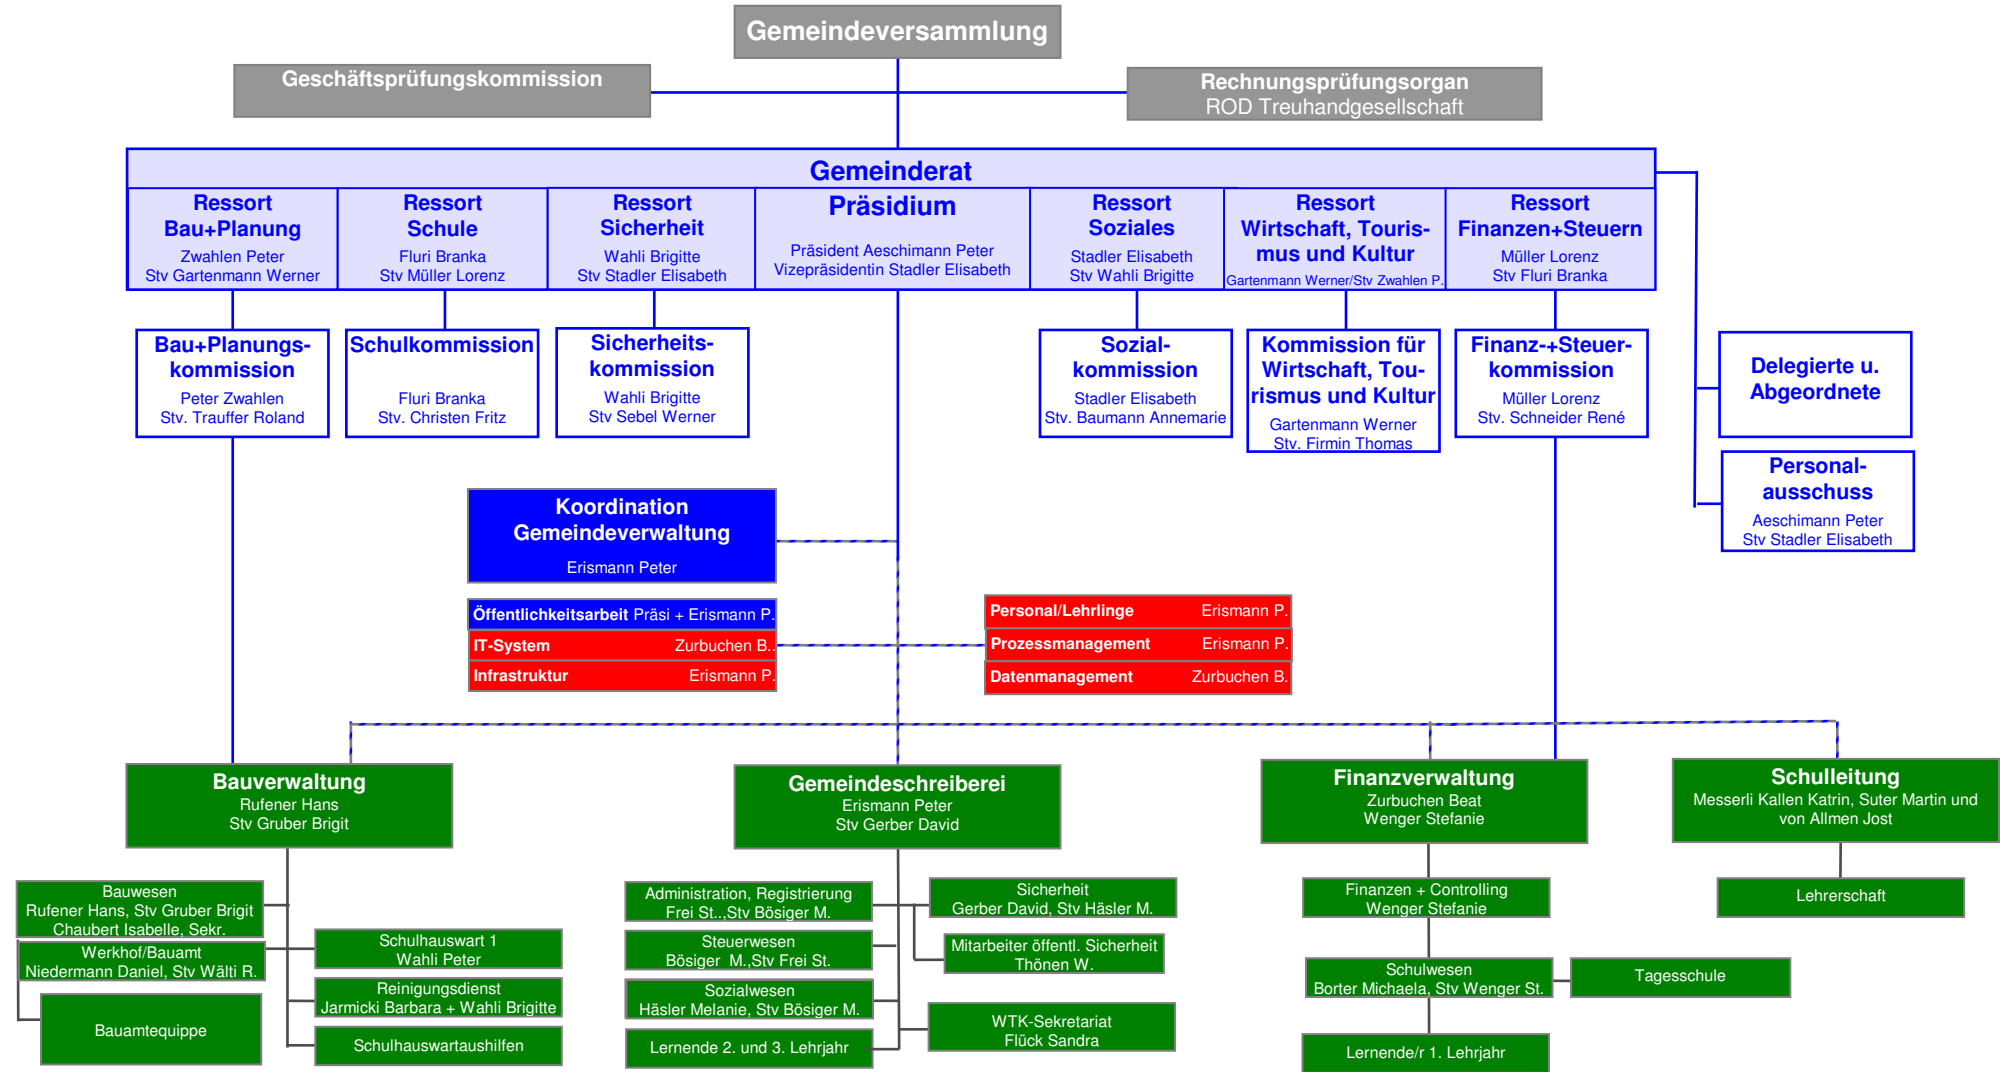 Gemeindeversammlung
Geschäftsprüfungskommission
Rechnungsprüfungsorgan
ROD Treuhandgesellschaft
Gemeinderat
Ressort
Bau+Planung
Zwahlen Peter
Stv Gartenmann Werner
Ressort
Schule
Fluri Branka
Stv Müller Lorenz
Ressort
Sicherheit
Wahli Brigitte
Stv Stadler Elisabeth
Präsidium
Präsident Aeschimann Peter
Vizepräsidentin Stadler Elisabeth
Ressort
Soziales
Stadler Elisabeth
Stv Wahli Brigitte
Ressort
Wirtschaft, Touris-
mus und Kultur
Gartenmann Werner/Stv Zwahlen P.
Ressort
Finanzen+Steuern
Müller Lorenz
Stv Fluri Branka
Bau+Planungs-
kommission
Peter Zwahlen
Stv. Trauffer Roland
Schulkommission
Fluri Branka
Stv. Christen Fritz
Sicherheits-
kommission
Wahli Brigitte
Stv Sebel Werner
Sozial-
kommission
Stadler Elisabeth
Stv. Baumann Annemarie
Kommission für
Wirtschaft, Tou-
rismus und Kultur
Gartenmann Werner
Stv. Firmin Thomas
Finanz-+Steuer-
kommission
Müller Lorenz
Stv. Schneider René
Delegierte u.
Abgeordnete
Personal-
ausschuss
Aeschimann Peter
Stv Stadler Elisabeth
Koordination
Gemeindeverwaltung
Erismann Peter
Öffentlichkeitsarbeit Präsi + Erismann P.
IT-System Zurbuchen B..
Infrastruktur Erismann P.
Personal/Lehrlinge Erismann P.
Prozessmanagement Erismann P.
Datenmanagement Zurbuchen B.
Bauverwaltung
Rufener Hans
Stv Gruber Brigit
Gemeindeschreiberei
Erismann Peter
Stv Gerber David
Finanzverwaltung
Zurbuchen Beat
Wenger Stefanie
Schulleitung
Messerli Kallen Katrin, Suter Martin und
von Allmen Jost
Bauwesen
Rufener Hans, Stv Gruber Brigit
Chaubert Isabelle, Sekr.
Werkhof/Bauamt
Niedermann Daniel, Stv Wälti R.
Bauamtequippe
Schulhauswart 1
Wahli Peter
Reinigungsdienst
Jarmicki Barbara + Wahli Brigitte
Schulhauswartaushilfen
Administration, Registrierung
Frei St..,Stv Bösiger M.
Steuerwesen
Bösiger  M.,Stv Frei St.
Sozialwesen
Häsler Melanie, Stv Bösiger M.
Lernende 2. und 3. Lehrjahr
Sicherheit
Gerber David, Stv Häsler M.
Mitarbeiter öffentl. Sicherheit
Thönen W.
WTK-Sekretariat
Flück Sandra
Finanzen + Controlling
Wenger Stefanie
Schulwesen
Borter Michaela, Stv Wenger St.
Tagesschule
Lernende/r 1. Lehrjahr
Lehrerschaft